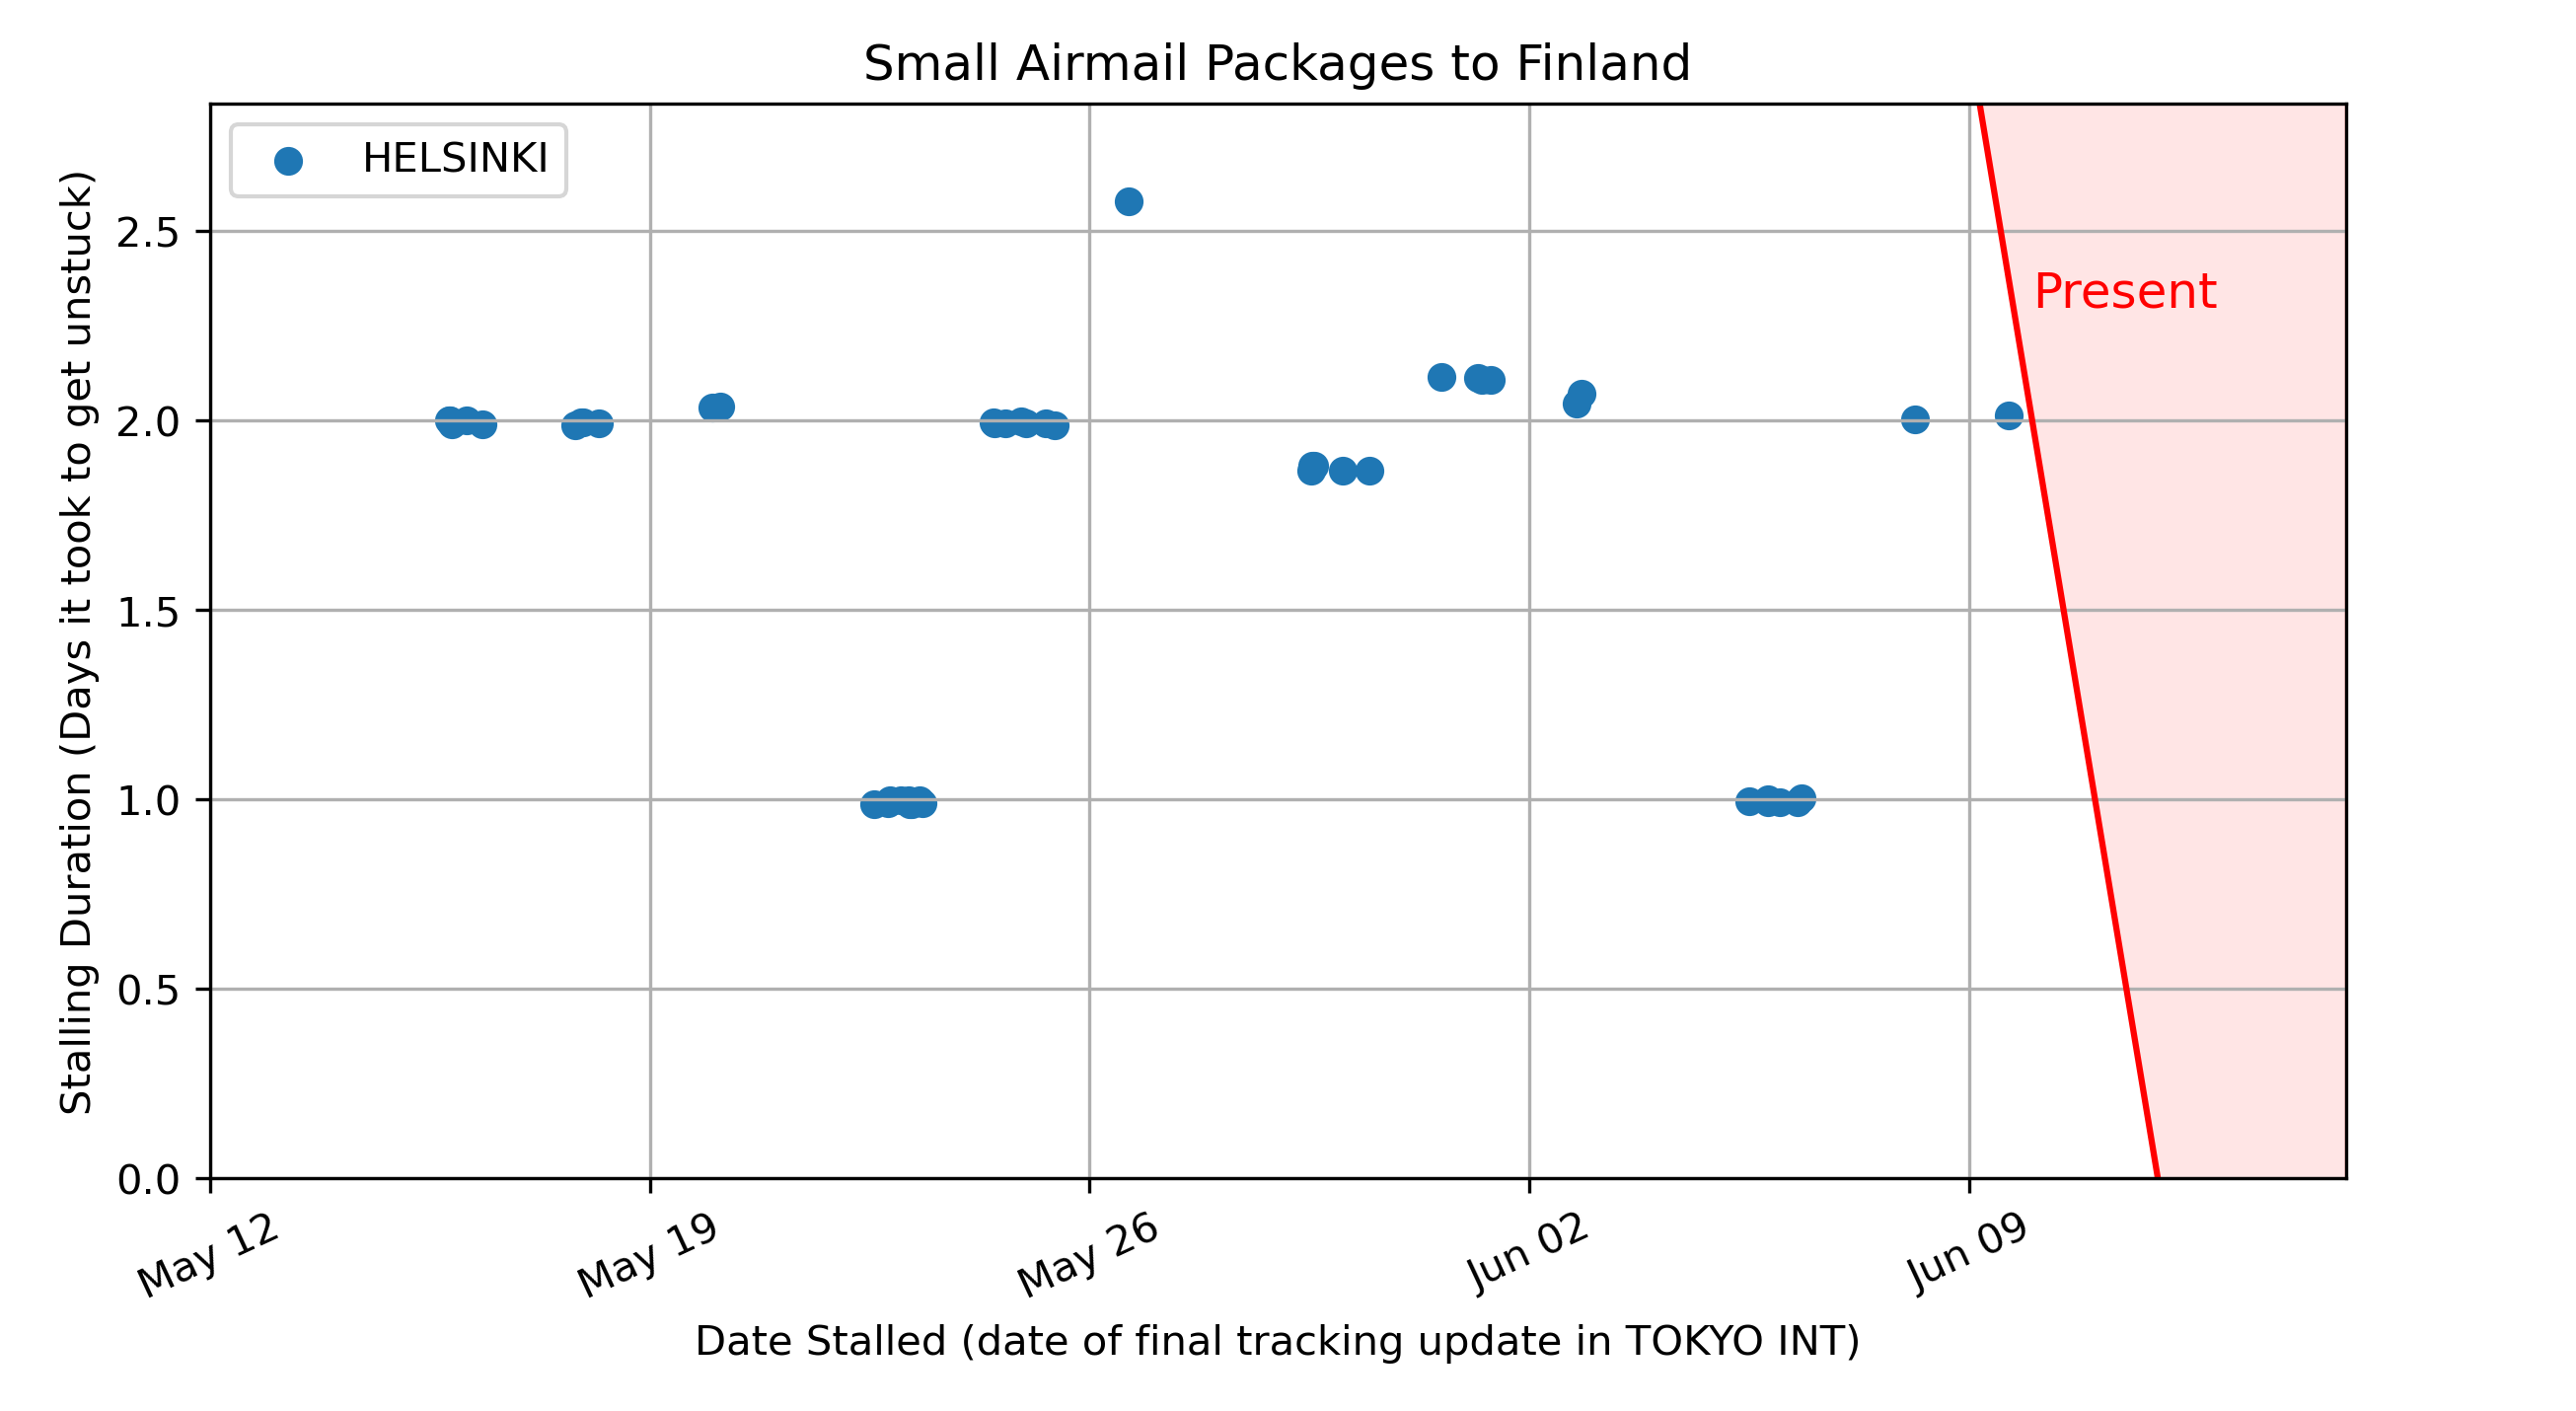 Small Airmail Packages to Finland
HELSINKI
Present
Stalling Duration (Days it took to get unstuck)
2.5
2.0
1.5
1.0
0.5
0.0
May 12
May 19
May 26
Jun 02
Jun 09
Date Stalled (date of final tracking update in TOKYO INT)